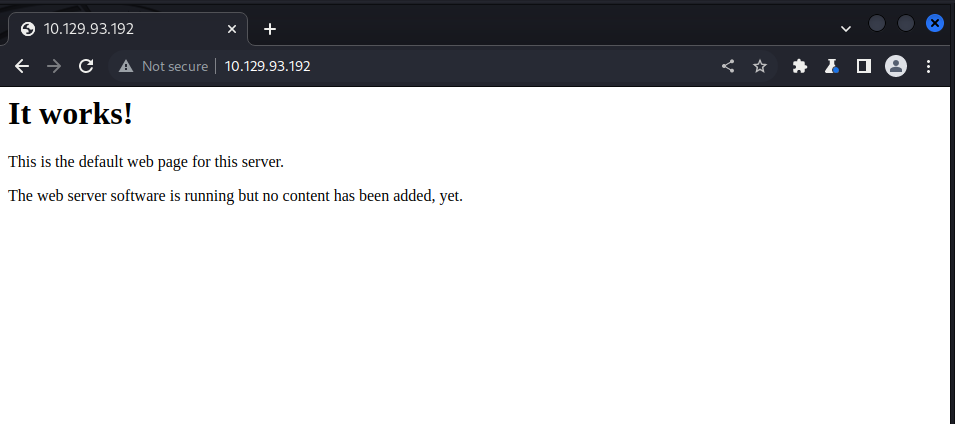 10.129.93.192
Not secure 10.129.93.192
It works!
This is the default web page for this server.
The web server software is running but no content has been added, yet.